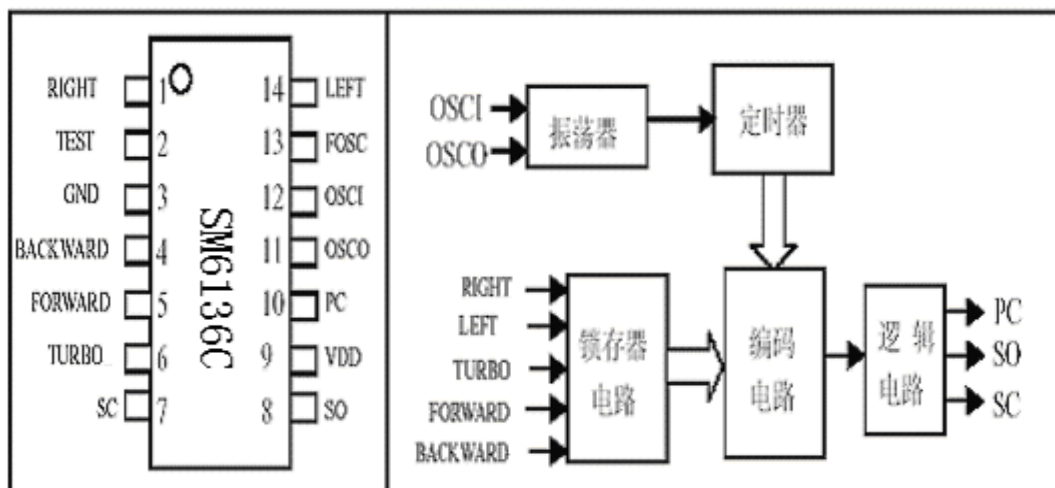 RIGHT 1 14 LEFT
TEST 2 13 FOSC
GND 3 12 OSCI
BACKWARD 4 11 OSCO
FORWARD 5 10 PC
TURBO 6 9 VDD
SC 7 8 SO
SM6136C
OSCI
OSCO
振荡器
定时器
RIGHT
LEFT
TURBO
FORWARD
BACKWARD
锁存器
电路
编码
电路
逻 辑
电路
PC
SO
SC